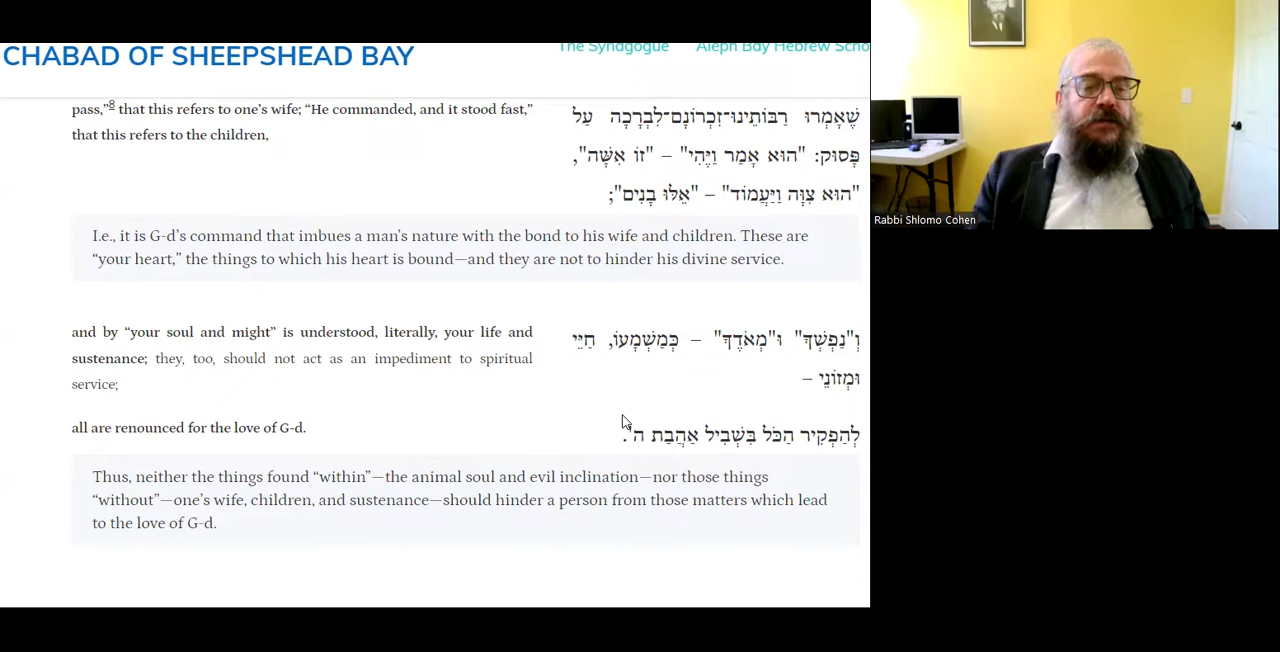 The Synagogue Aleph Bay Hebrew Scho
CHABAD OF SHEEPSHEAD BAY
pass,”8 that this refers to one’s wife; “He commanded, and it stood fast,”
that this refers to the children,
שֶׁאָמְרוּ רַבּוֹתֵינוּ־זִכְרוֹנָם־לִבְרָכָה עַל
פָּסוּק: "הוּא אָמַר וַיֶּהִי" – "זוֹ אִשָּׁה",
"הוּא צִוָּה וַיַּעֲמוֹד" – "אֵלּוּ בָנִים";
I.e., it is G-d’s command that imbues a man’s nature with the bond to his wife and children. These are
“your heart,” the things to which his heart is bound—and they are not to hinder his divine service.
and by “your soul and might” is understood, literally, your life and
sustenance; they, too, should not act as an impediment to spiritual
service;
וְ"נַפְשְׁךָ" וּ"מְאֹדֶךָ" – כְּמַשְׁמָעוֹ, חַיֵּי
וּמְזוֹנֵי –
all are renounced for the love of G-d.
לְהַפְקִיר הַכֹּל בִּשְׁבִיל אַהֲבַת ה'.
Thus, neither the things found “within”—the animal soul and evil inclination—nor those things
“without”—one’s wife, children, and sustenance—should hinder a person from those matters which lead
to the love of G-d.
Rabbi Shlomo Cohen